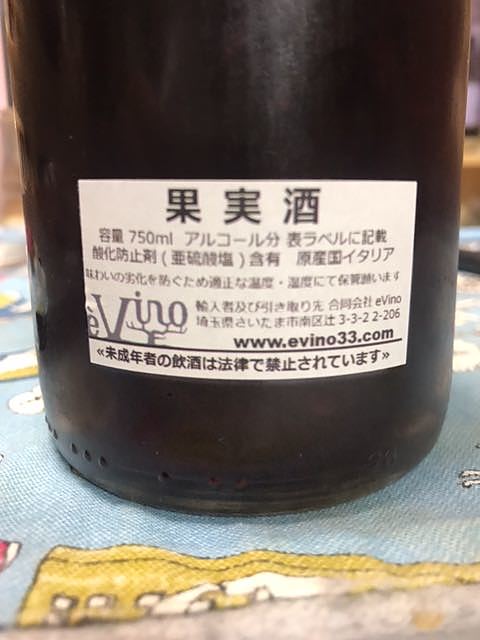 果実酒
容量 750ml アルコール分 表ラベルに記載
酸化防止剤 ( 亜硫酸塩 ) 含有 原産国イタリア
味わいの劣化を防ぐため適正な温度・湿度にて保管願います
èVino
輸入者及び引き取り先 合同会社 eVino
埼玉県さいたま市南区辻 3-3-2 2-206
www.evino33.com
≪未成年者の飲酒は法律で禁止されています≫